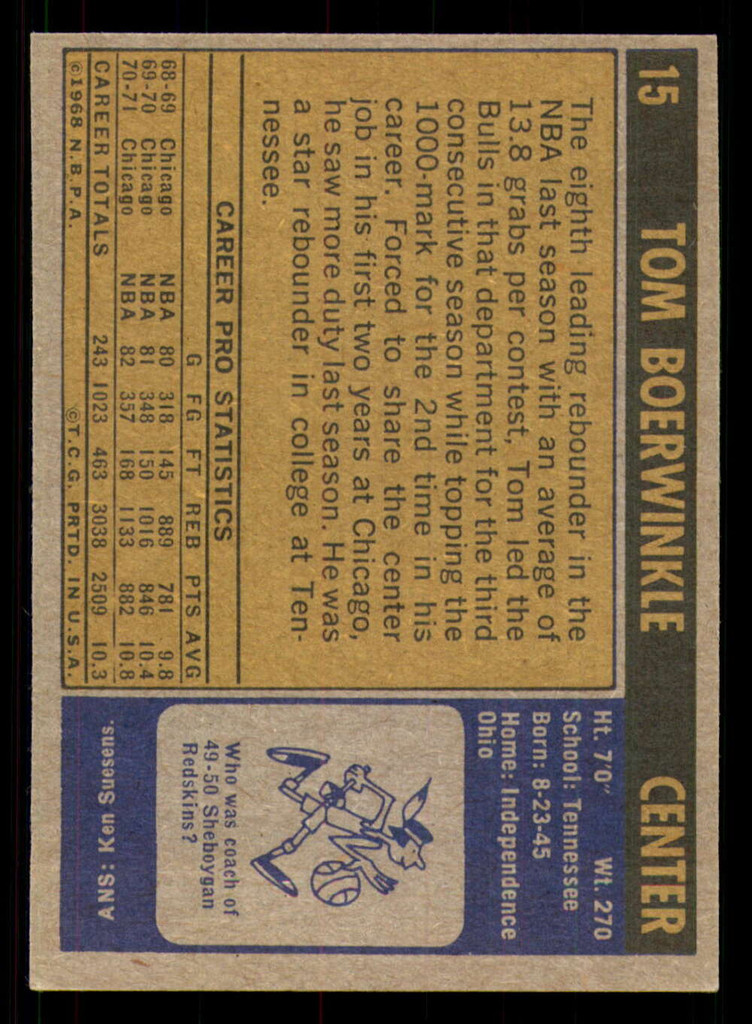 15 TOM BOERWINKLE CENTER
The eighth leading rebounder in the
NBA last season with an average of
13.8 grabs per contest, Tom led the
Bulls in that department for the third
consecutive season while topping the
1000-mark for the 2nd time in his
career. Forced to share the center
job in his first two years at Chicago,
he saw more duty last season. He was
a star rebounder in college at Ten-
nessee.
CAREER PRO STATISTICS
G FG FT REB PTS AVG
68-69 Chicago NBA 80 318 145 889 781 9.8
69-70 Chicago NBA 81 348 150 1016 846 10.4
70-71 Chicago NBA 82 357 168 1133 882 10.8
CAREER TOTALS 243 1023 463 3038 2509 10.3
©1968 N.B.P.A. ©T.C.G. PRTD. IN U.S.A.
Ht. 7'0" Wt. 270
School: Tennessee
Born: 8-23-45
Home: Independence
Ohio
Who was coach of
49-50 Sheboygan
Redskins?
ANS: Ken Suesens.